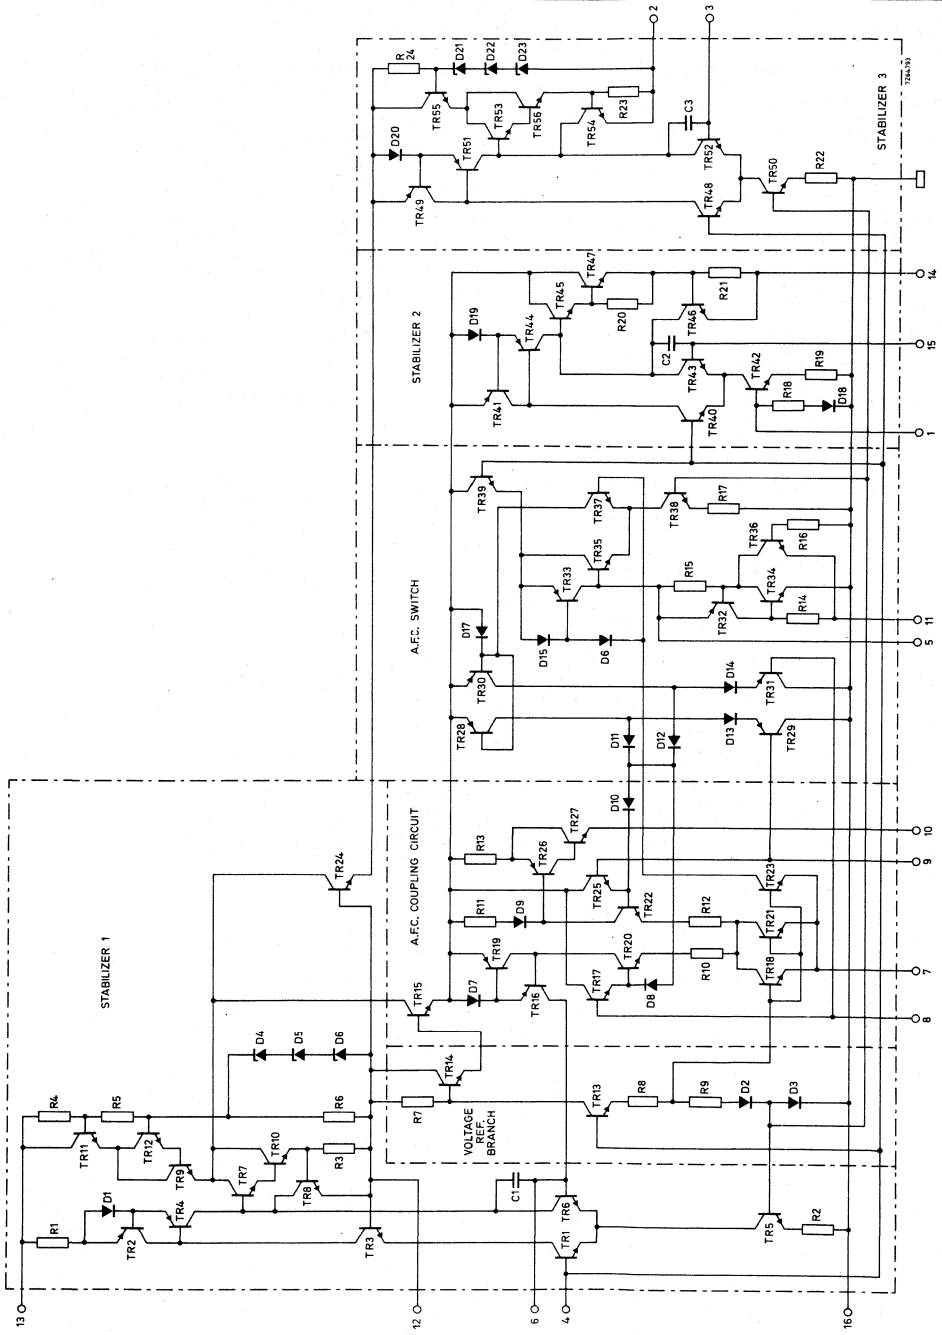 STABILIZER 1
13
R1
R4
TR11
R5
D1
TR2
TR4
TR12
TR9
D4
D5
D6
TR24
TR7
TR10
TR8
R3
R6
TR3
12
C1
6
4
TR1
TR6
TR5
R2
16
VOLTAGE
REF.
BRANCH
R7
TR14
TR13
R8
R9
D2
D3
A.F.C. COUPLING CIRCUIT
TR15
D7
TR19
R11
D9
R13
TR26
TR27
TR16
TR17
TR20
D8
TR25
TR22
D10
R10
R12
TR18
TR21
TR23
8
7
9
10
A.F.C. SWITCH
TR28
TR30
D17
TR39
D15
D6
TR33
TR35
TR37
D11
D12
D13
D14
TR29
TR31
TR38
R17
R15
TR32
TR34
TR36
R14
R16
5
11
STABILIZER 2
D19
TR41
TR44
TR45
TR47
R20
C2
TR46
R21
TR40
TR43
TR42
R18
D18
R19
1
15
14
STABILIZER 3
R
24
D20
TR49
TR51
TR55
D21
D22
D23
TR53
TR56
TR54
R23
2
C3
3
TR48
TR52
TR50
R22
7Z64793